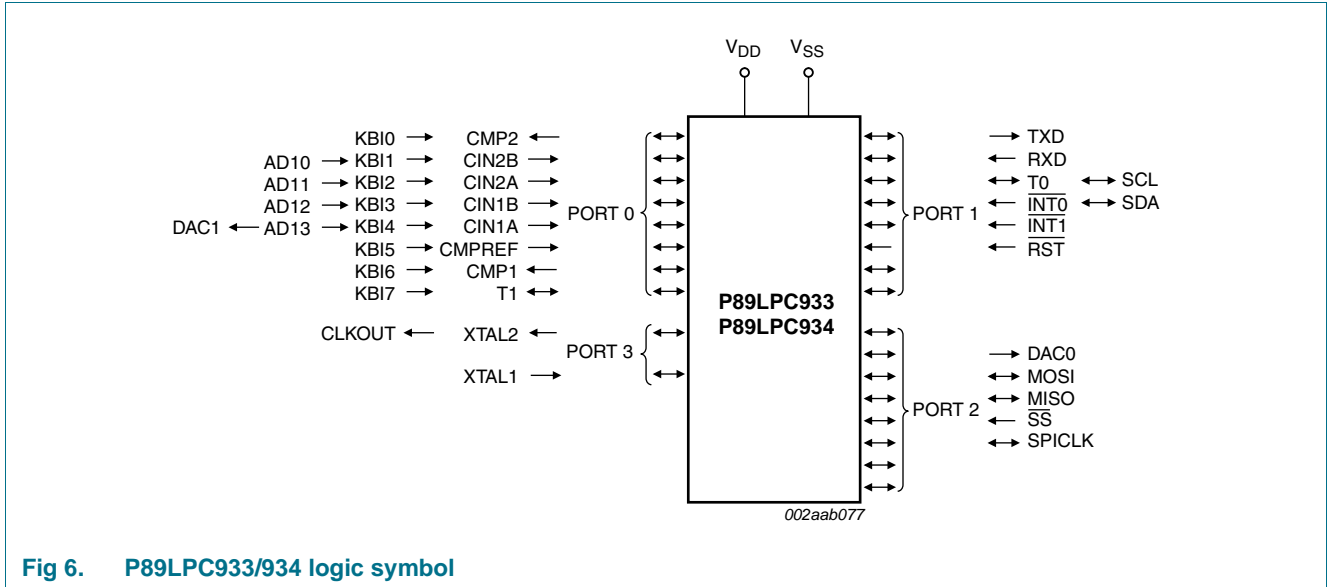 VDD VSS
KBI0 CMP2 TXD
AD10 KBI1 CIN2B RXD
AD11 KBI2 CIN2A T0 SCL
AD12 KBI3 CIN1B PORT 0 PORT 1 INT0 SDA
DAC1 AD13 KBI4 CIN1A INT1
KBI5 CMPREF RST
KBI6 CMP1
KBI7 T1
P89LPC933
P89LPC934
CLKOUT XTAL2
PORT 3 DAC0
XTAL1 MOSI
MISO
PORT 2 SS
SPICLK
002aab077
Fig 6. P89LPC933/934 logic symbol